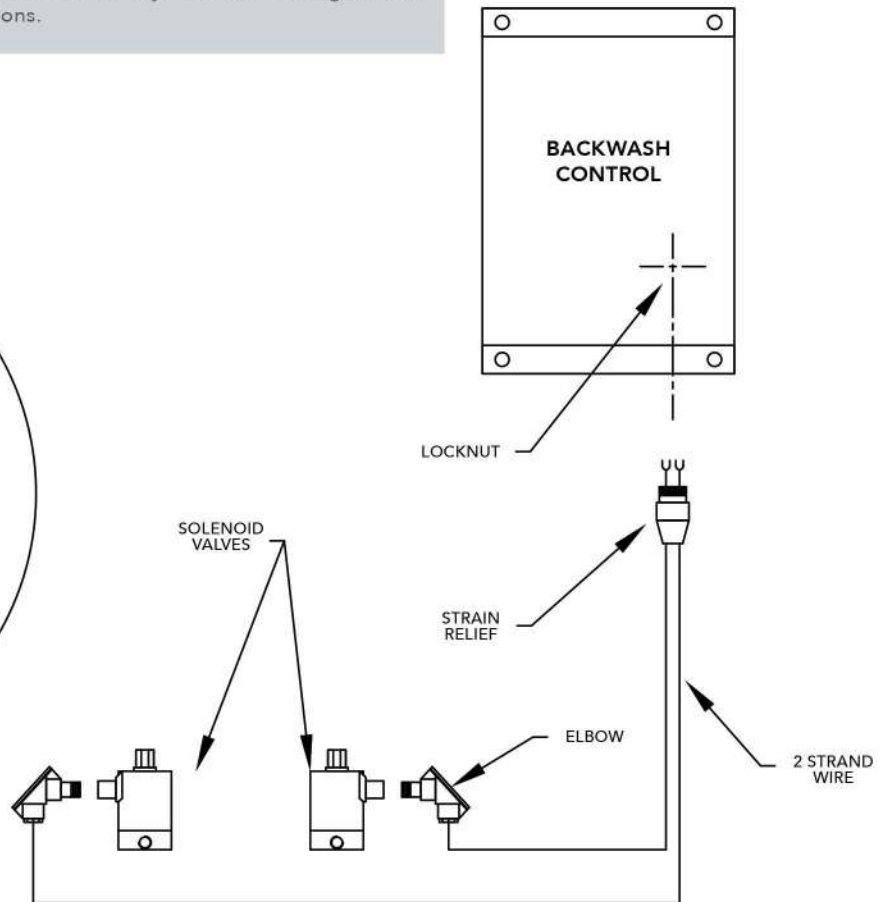 ons.
BACKWASH
CONTROL
LOCKNUT
SOLENOID
VALVES
STRAIN
RELIEF
ELBOW
2 STRAND
WIRE